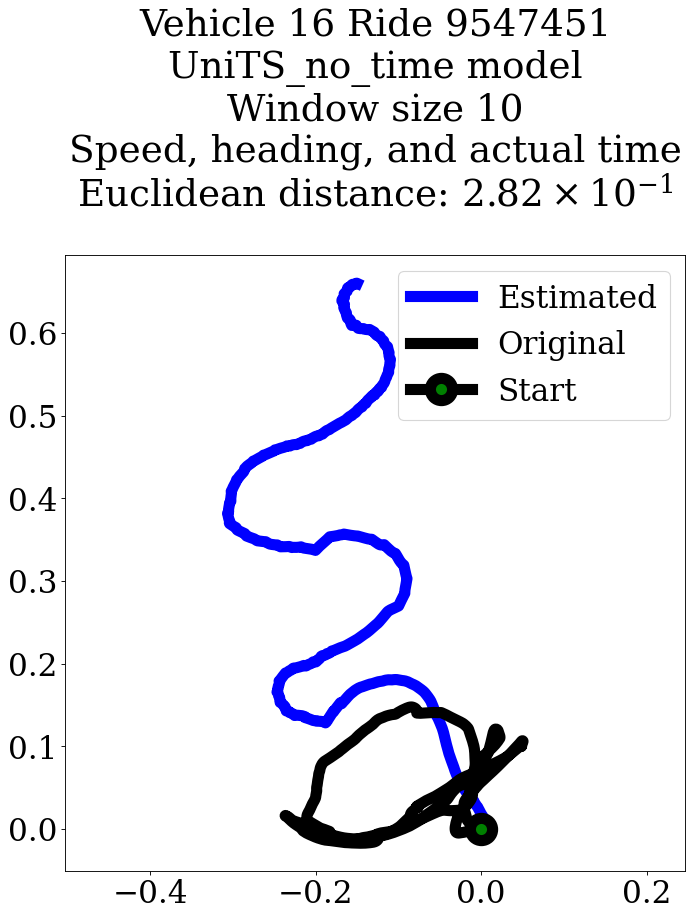 Vehicle 16 Ride 9547451
UniTS_no_time model
Window size 10
Speed, heading, and actual time
Euclidean distance: 2.82 × 10⁻¹
Estimated
Original
Start
0.6
0.5
0.4
0.3
0.2
0.1
0.0
−0.4
−0.2
0.0
0.2